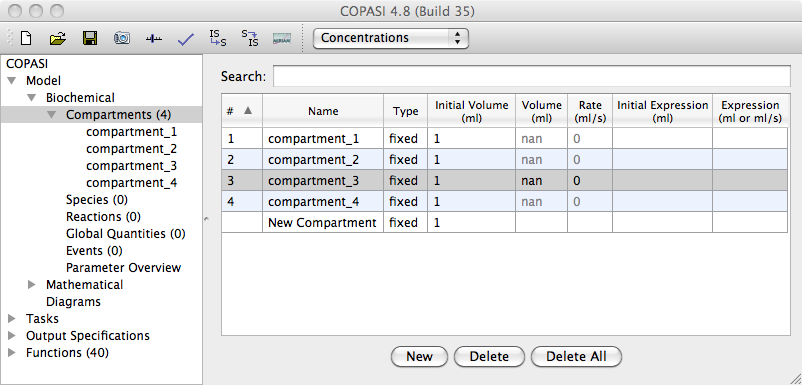 COPASI 4.8 (Build 35)
IS S S IS Concentrations
COPASI
Model
Biochemical
Compartments (4)
compartment_1
compartment_2
compartment_3
compartment_4
Species (0)
Reactions (0)
Global Quantities (0)
Events (0)
Parameter Overview
Mathematical
Diagrams
Tasks
Output Specifications
Functions (40)
Search:
# Name Type Initial Volume (ml) Volume (ml) Rate (ml/s) Initial Expression (ml) Expression (ml or ml/s)
1 compartment_1 fixed 1 nan 0
2 compartment_2 fixed 1 nan 0
3 compartment_3 fixed 1 nan 0
4 compartment_4 fixed 1 nan 0
New Compartment fixed 1
New Delete Delete All